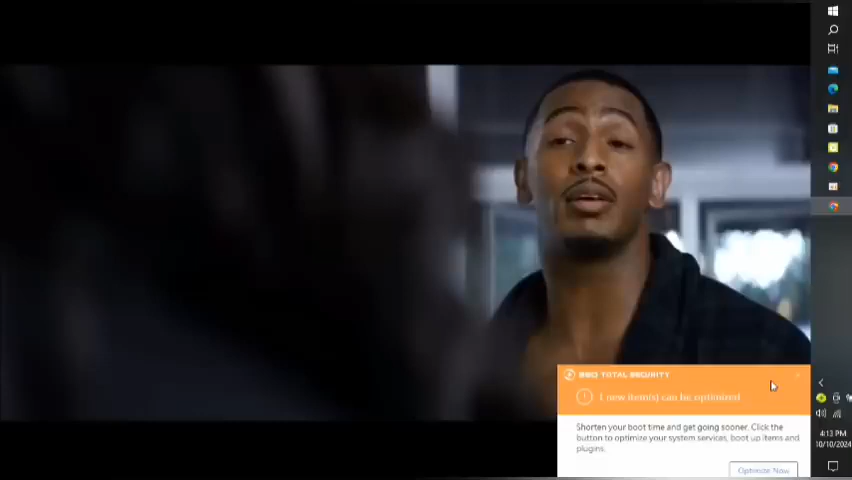 360 TOTAL SECURITY
1 new item(s) can be optimized
Shorten your boot time and get going sooner. Click the
button to optimize your system services, boot up items and
plugins.
Optimize Now
4:13 PM
10/10/2024